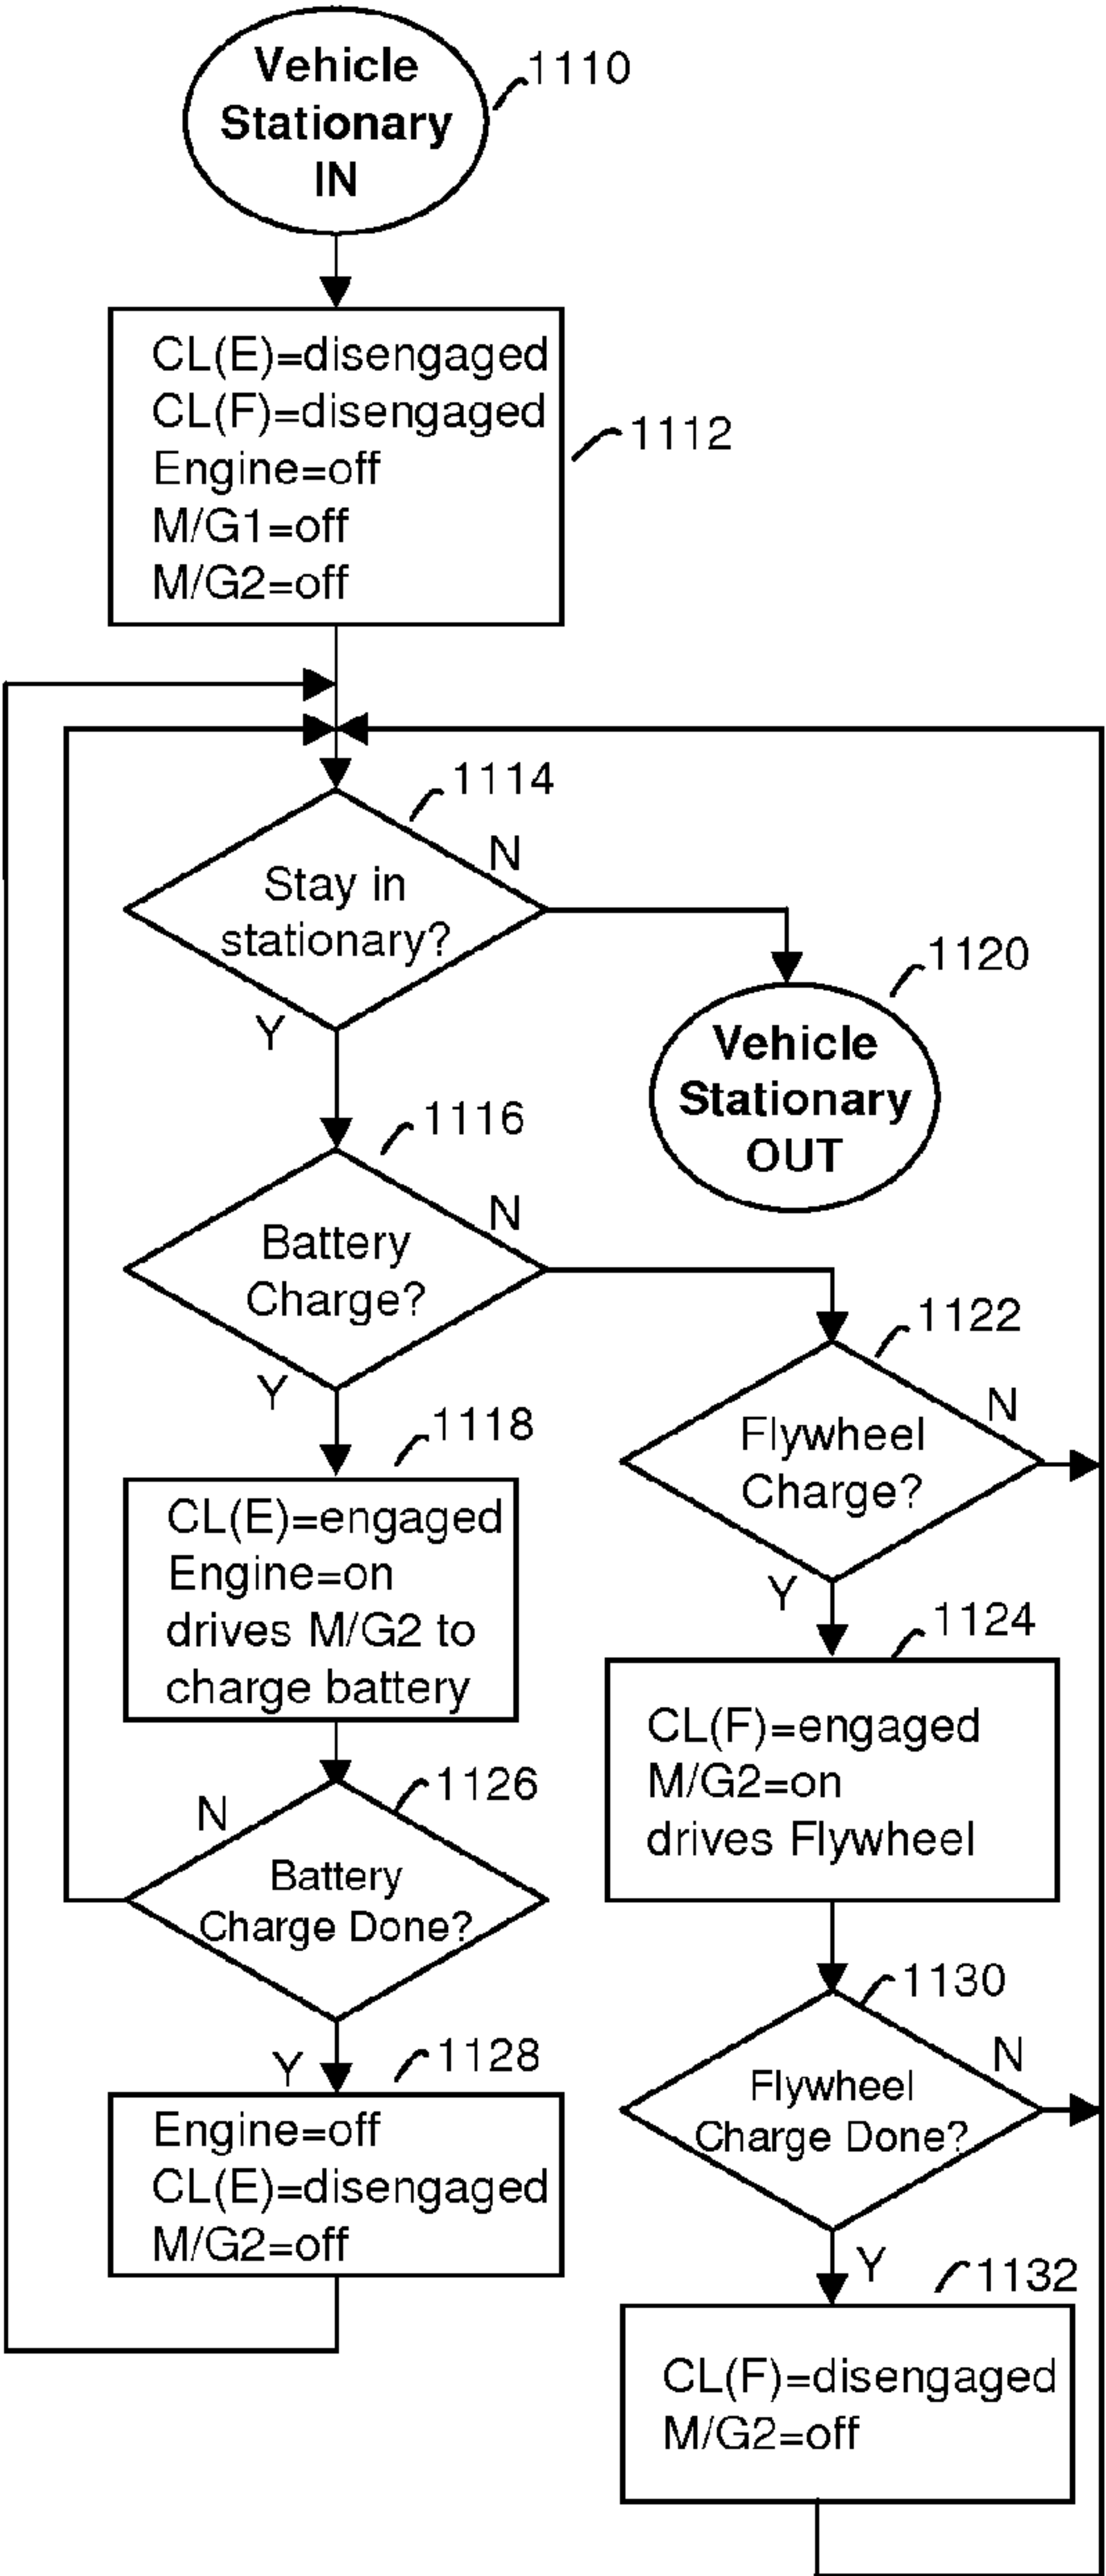 Vehicle
Stationary
IN
1110
CL(E)=disengaged
CL(F)=disengaged
Engine=off
M/G1=off
M/G2=off
1112
1114
N
Stay in
stationary?
Y
1120
Vehicle
Stationary
OUT
1116
N
Battery
Charge?
Y
1122
N
Flywheel
Charge?
Y
1118
CL(E)=engaged
Engine=on
drives M/G2 to
charge battery
1124
CL(F)=engaged
M/G2=on
drives Flywheel
1126
N
Battery
Charge Done?
Y
1130
N
Flywheel
Charge Done?
Y
1128
Engine=off
CL(E)=disengaged
M/G2=off
1132
CL(F)=disengaged
M/G2=off